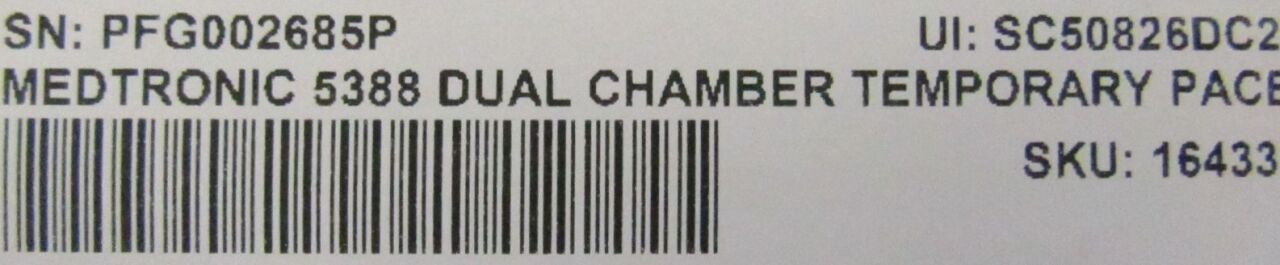 SN: PFG002685P UI: SC50826DC2
MEDTRONIC 5388 DUAL CHAMBER TEMPORARY PACE
SKU: 16433